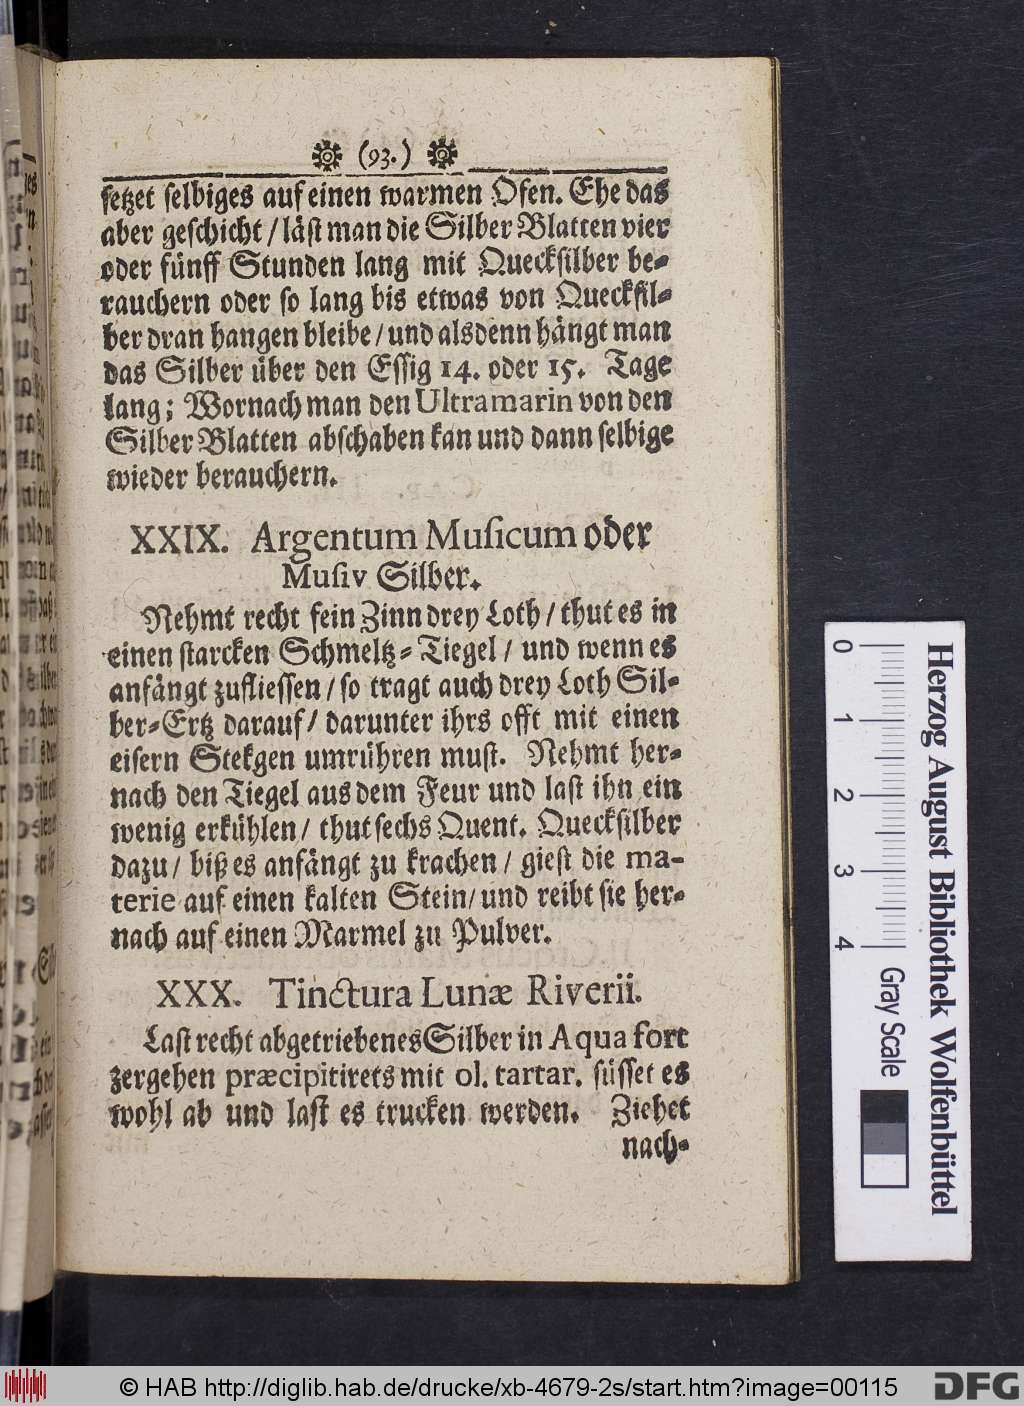 (93.)
ſetzet ſelbiges auf einen warmen Ofen. Ehe das
aber geſchicht / läſt man die Silber Blatten vier
oder fünff Stunden lang mit Queckſilber be-
rauchern oder ſo lang bis etwas von Queckſil-
ber dran hangen bleibe / und alsdenn hängt man
das Silber über den Eſſig 14. oder 15. Tage
lang; Wornach man den Ultramarin von den
Silber Blatten abſchaben kan und dann ſelbige
wieder berauchern.
XXIX. Argentum Muſicum oder
Muſiv Silber.
Nehmt recht fein Zinn drey Loth / thut es in
einen ſtarcken Schmeltz-Tiegel / und wenn es
anfängt zuflieſſen / ſo tragt auch drey Loth Sil-
ber-Ertz darauf / darunter ihrs offt mit einen
eiſern Stekgen umrühren muſt. Nehmt her-
nach den Tiegel aus dem Feur und laſt ihn ein
wenig erkühlen / thut ſechs Quent. Queckſilber
dazu / biß es anfängt zu krachen / gieſt die ma-
terie auf einen kalten Stein / und reibt ſie her-
nach auf einen Marmel zu Pulver.
XXX. Tinctura Lunæ Riverii.
Laſt recht abgetriebenes Silber in Aqua fort
zergehen præcipitirets mit ol. tartar. ſüſſet es
wohl ab und laſt es trucken werden. Ziehet
nach-
Herzog August Bibliothek Wolfenbüttel
0 1 2 3 4
Gray Scale
© HAB http://diglib.hab.de/drucke/xb-4679-2s/start.htm?image=00115
DFG